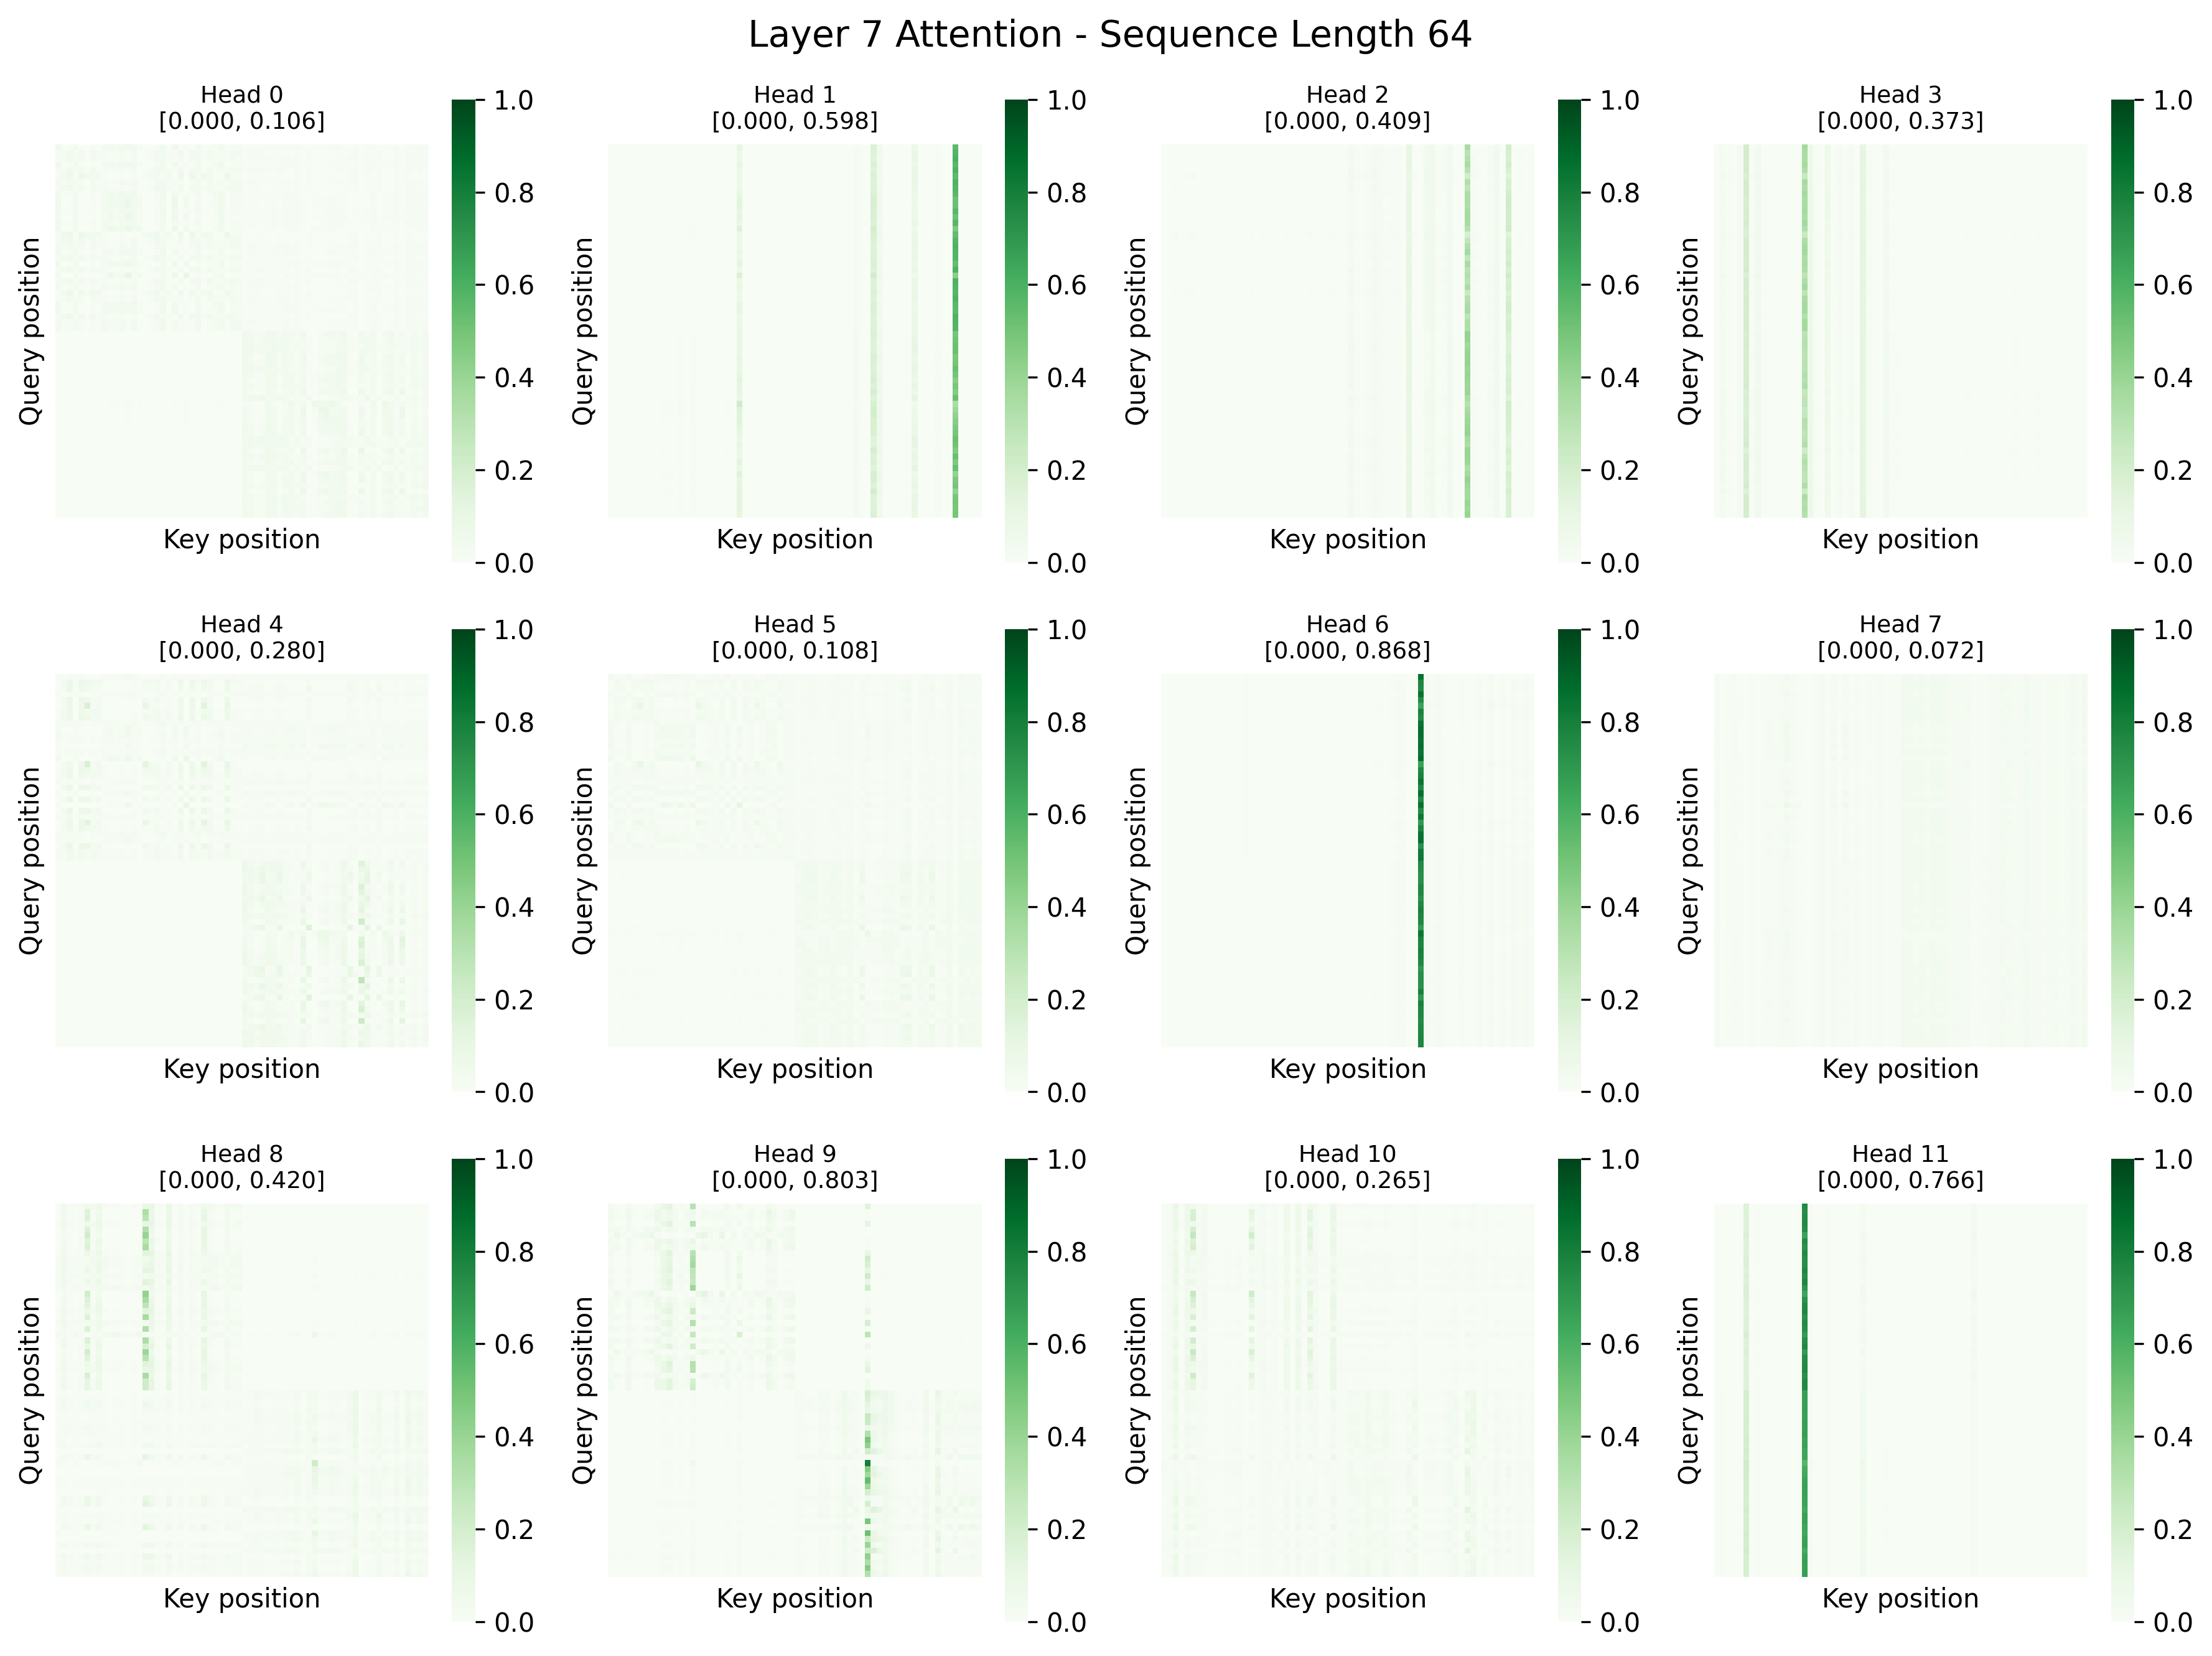 Layer 7 Attention - Sequence Length 64
Head 0
[0.000, 0.106]
Query position
Key position
1.0
0.8
0.6
0.4
0.2
0.0
Head 1
[0.000, 0.598]
Query position
Key position
1.0
0.8
0.6
0.4
0.2
0.0
Head 2
[0.000, 0.409]
Query position
Key position
1.0
0.8
0.6
0.4
0.2
0.0
Head 3
[0.000, 0.373]
Query position
Key position
1.0
0.8
0.6
0.4
0.2
0.0
Head 4
[0.000, 0.280]
Query position
Key position
1.0
0.8
0.6
0.4
0.2
0.0
Head 5
[0.000, 0.108]
Query position
Key position
1.0
0.8
0.6
0.4
0.2
0.0
Head 6
[0.000, 0.868]
Query position
Key position
1.0
0.8
0.6
0.4
0.2
0.0
Head 7
[0.000, 0.072]
Query position
Key position
1.0
0.8
0.6
0.4
0.2
0.0
Head 8
[0.000, 0.420]
Query position
Key position
1.0
0.8
0.6
0.4
0.2
0.0
Head 9
[0.000, 0.803]
Query position
Key position
1.0
0.8
0.6
0.4
0.2
0.0
Head 10
[0.000, 0.265]
Query position
Key position
1.0
0.8
0.6
0.4
0.2
0.0
Head 11
[0.000, 0.766]
Query position
Key position
1.0
0.8
0.6
0.4
0.2
0.0